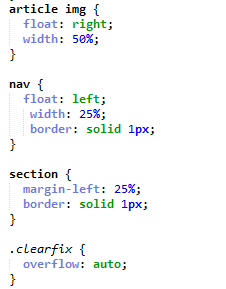 article img {
  float: right;
  width: 50%;
}

nav {
  float: left;
   width: 25%;
   border: solid 1px;
}

section {
  margin-left: 25%;
  border: solid 1px;
}

.clearfix {
  overflow: auto;
}